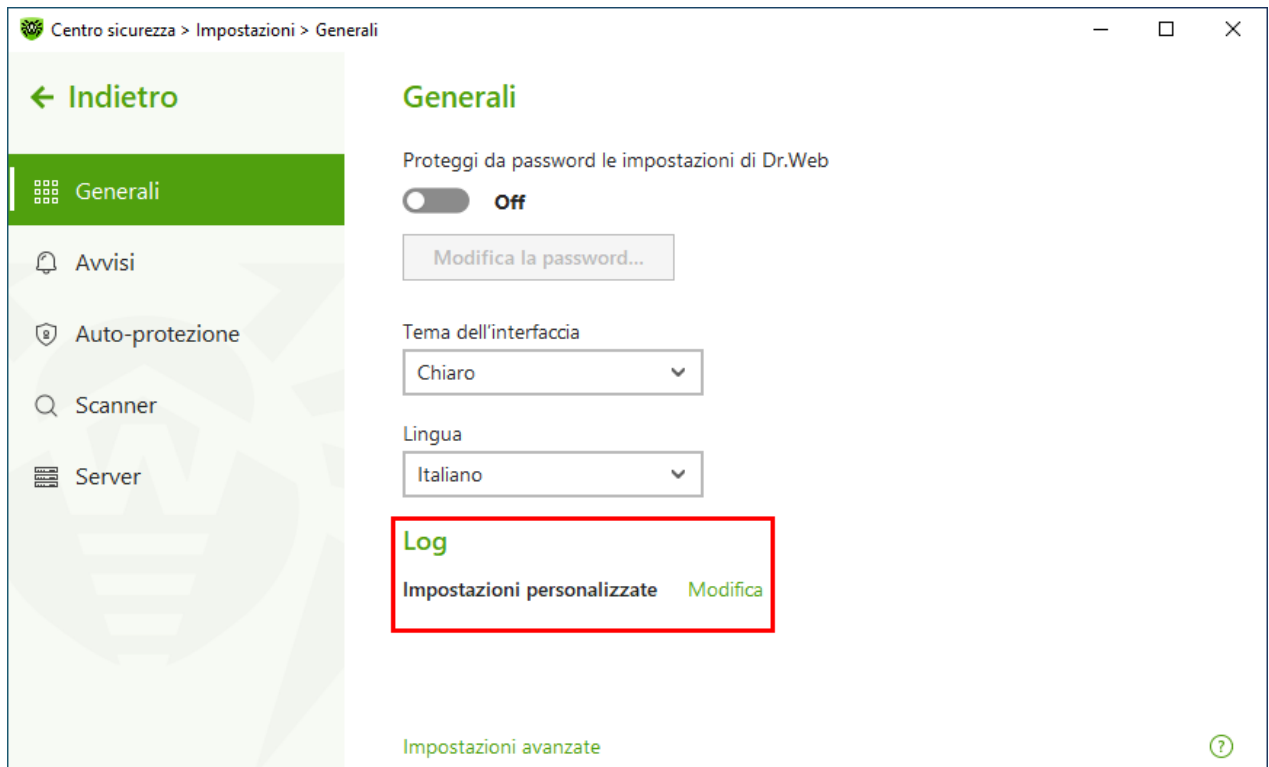 Centro sicurezza > Impostazioni > Generali
Indietro
Generali
Avvisi
Auto-protezione
Scanner
Server
Generali
Proteggi da password le impostazioni di Dr.Web
Off
Modifica la password...
Tema dell'interfaccia
Chiaro
Lingua
Italiano
Log
Impostazioni personalizzate Modifica
Impostazioni avanzate
?